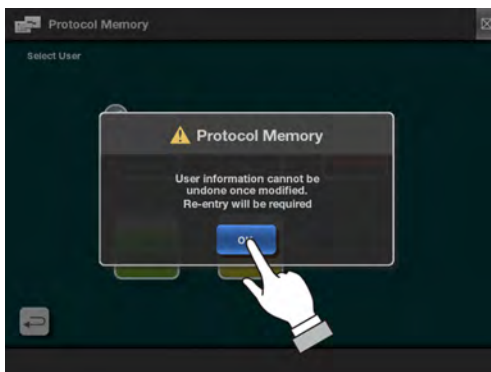 Protocol Memory
Select User
Protocol Memory
User information cannot be
undone once modified.
Re-entry will be required